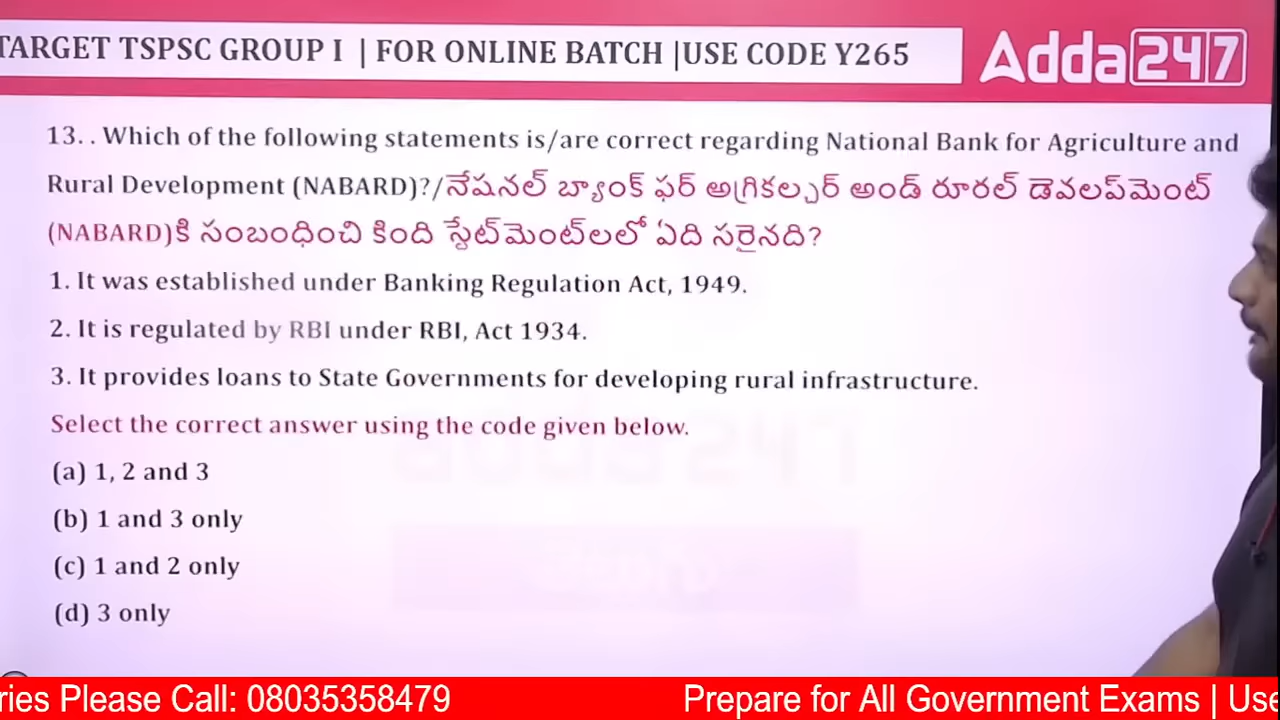 TARGET TSPSC GROUP I | FOR ONLINE BATCH |USE CODE Y265
Adda247
13. . Which of the following statements is/are correct regarding National Bank for Agriculture and
Rural Development (NABARD)?/నేషనల్ బ్యాంక్ ఫర్ అగ్రికల్చర్ అండ్ రూరల్ డెవలప్‌మెంట్
(NABARD)కి సంబంధించి కింది స్టేట్‌మెంట్‌లలో ఏది సరైనది?
1. It was established under Banking Regulation Act, 1949.
2. It is regulated by RBI under RBI, Act 1934.
3. It provides loans to State Governments for developing rural infrastructure.
Select the correct answer using the code given below.
(a) 1, 2 and 3
(b) 1 and 3 only
(c) 1 and 2 only
(d) 3 only
ries Please Call: 08035358479 Prepare for All Government Exams | Use